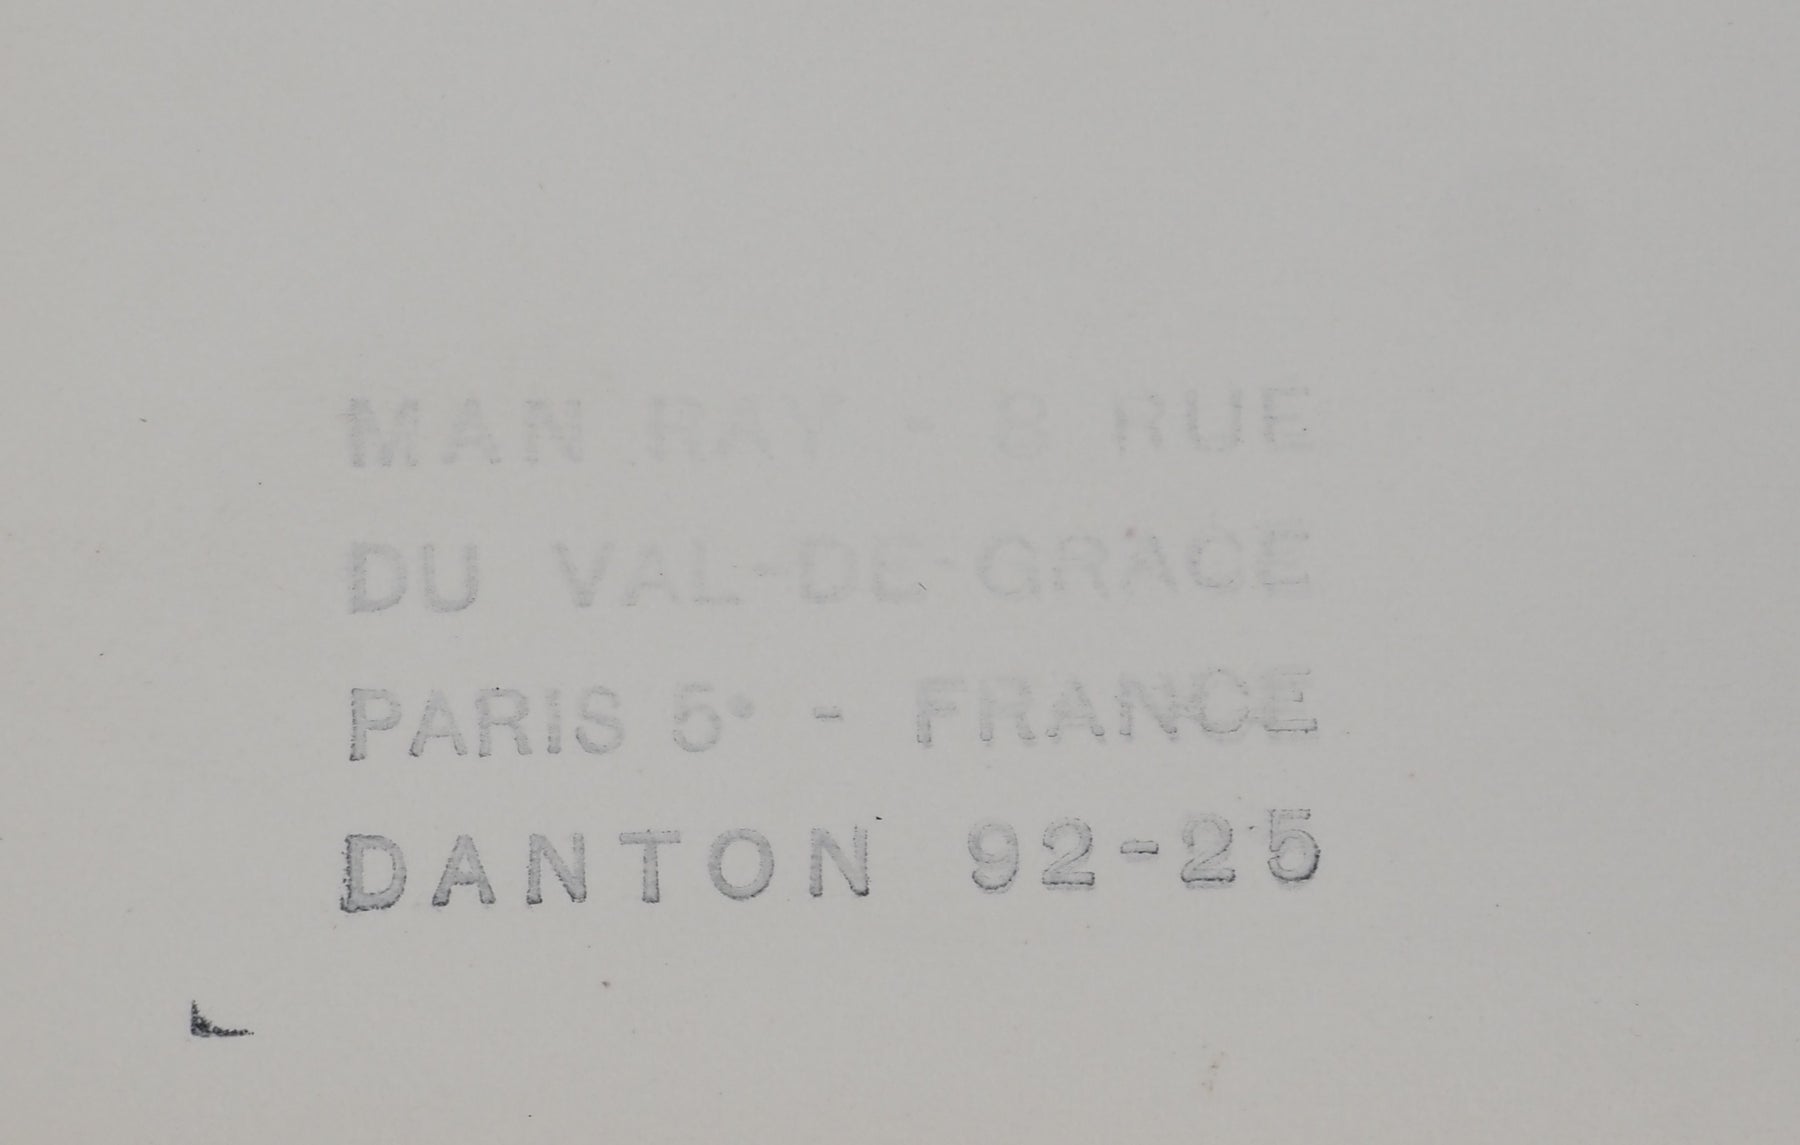 MAN RAY - 8 RUE
DU VAL-DE-GRACE
PARIS 5e - FRANCE
DANTON 92-25